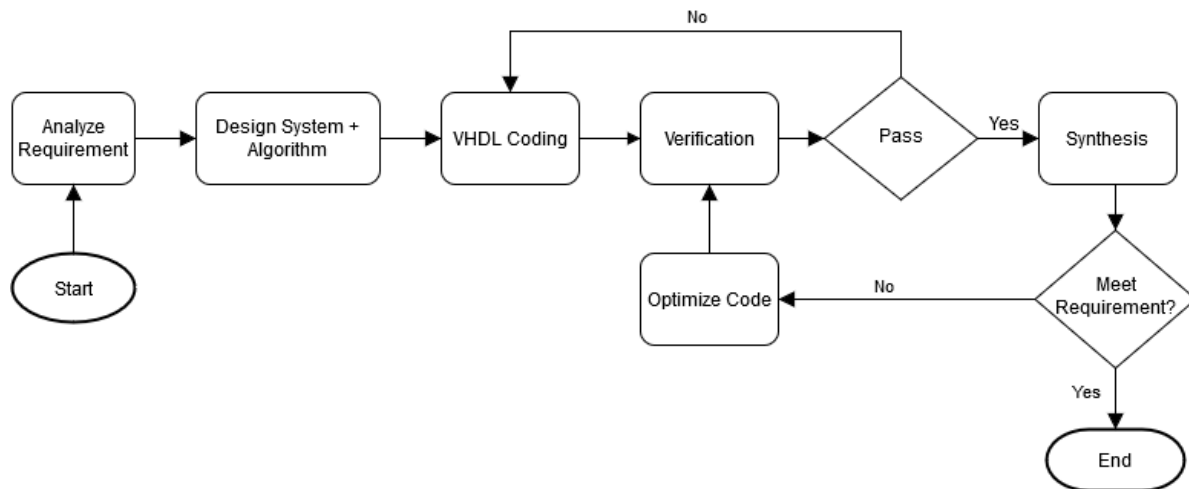 No
Analyze
Requirement
Design System +
Algorithm
VHDL Coding
Verification
Pass
Yes
Synthesis
Start
Optimize Code
No
Meet
Requirement?
Yes
End